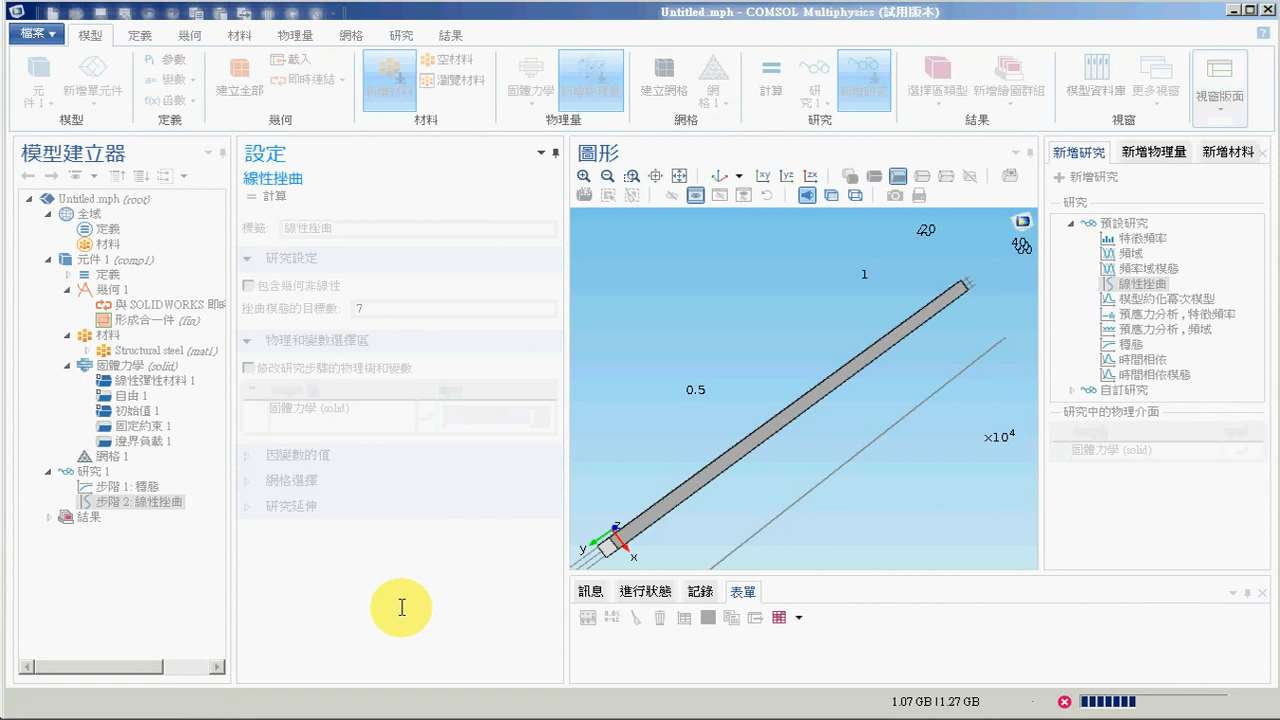 Untitled.mph - COMSOL Multiphysics (試用版本)
檔案 模型 定義 幾何 材料 物理量 網格 研究 結果
元件 1 新增單元件 模型
Pi 參數
a= 變數
f(x) 函數
定義
建立全部
載入
即時連結
幾何
新增材料
空材料
瀏覽材料
材料
固體力學 新增物理量
物理量
建立網格 網格 1
網格
計算 研究 1 新增研究
研究
選擇區類型 新增繪圖群組
結果
模型資料庫 更多視窗
視窗
視窗版面
模型建立器
Untitled.mph (root)
全域
定義
材料
元件 1 (comp1)
定義
幾何 1
與 SOLIDWORKS 即時
形成合一件 (fin)
材料
Structural steel (mat1)
固體力學 (solid)
線性彈性材料 1
自由 1
初始值 1
固定約束 1
邊界負載 1
網格 1
研究 1
步階 1: 穩態
步階 2: 線性挫曲
結果
設定
線性挫曲
= 計算
標籤: 線性挫曲
研究設定
包含幾何非線性
挫曲模態的目標數: 7
物理和變數選擇區
修改研究步驟的物理樹和變數
固體力學 (solid)
因變數的值
網格選擇
研究延伸
圖形
xy yz zx
20
40
1
0.5
×10⁴
z
y
x
訊息 進行狀態 記錄 表單
新增研究 新增物理量 新增材料
新增研究
研究
預設研究
特徵頻率
頻域
頻率域模態
線性挫曲
模型約化冪次模型
預應力分析,特徵頻率
預應力分析,頻域
穩態
時間相依
時間相依模態
自訂研究
研究中的物理介面
固體力學 (solid)
1.07 GB | 1.27 GB